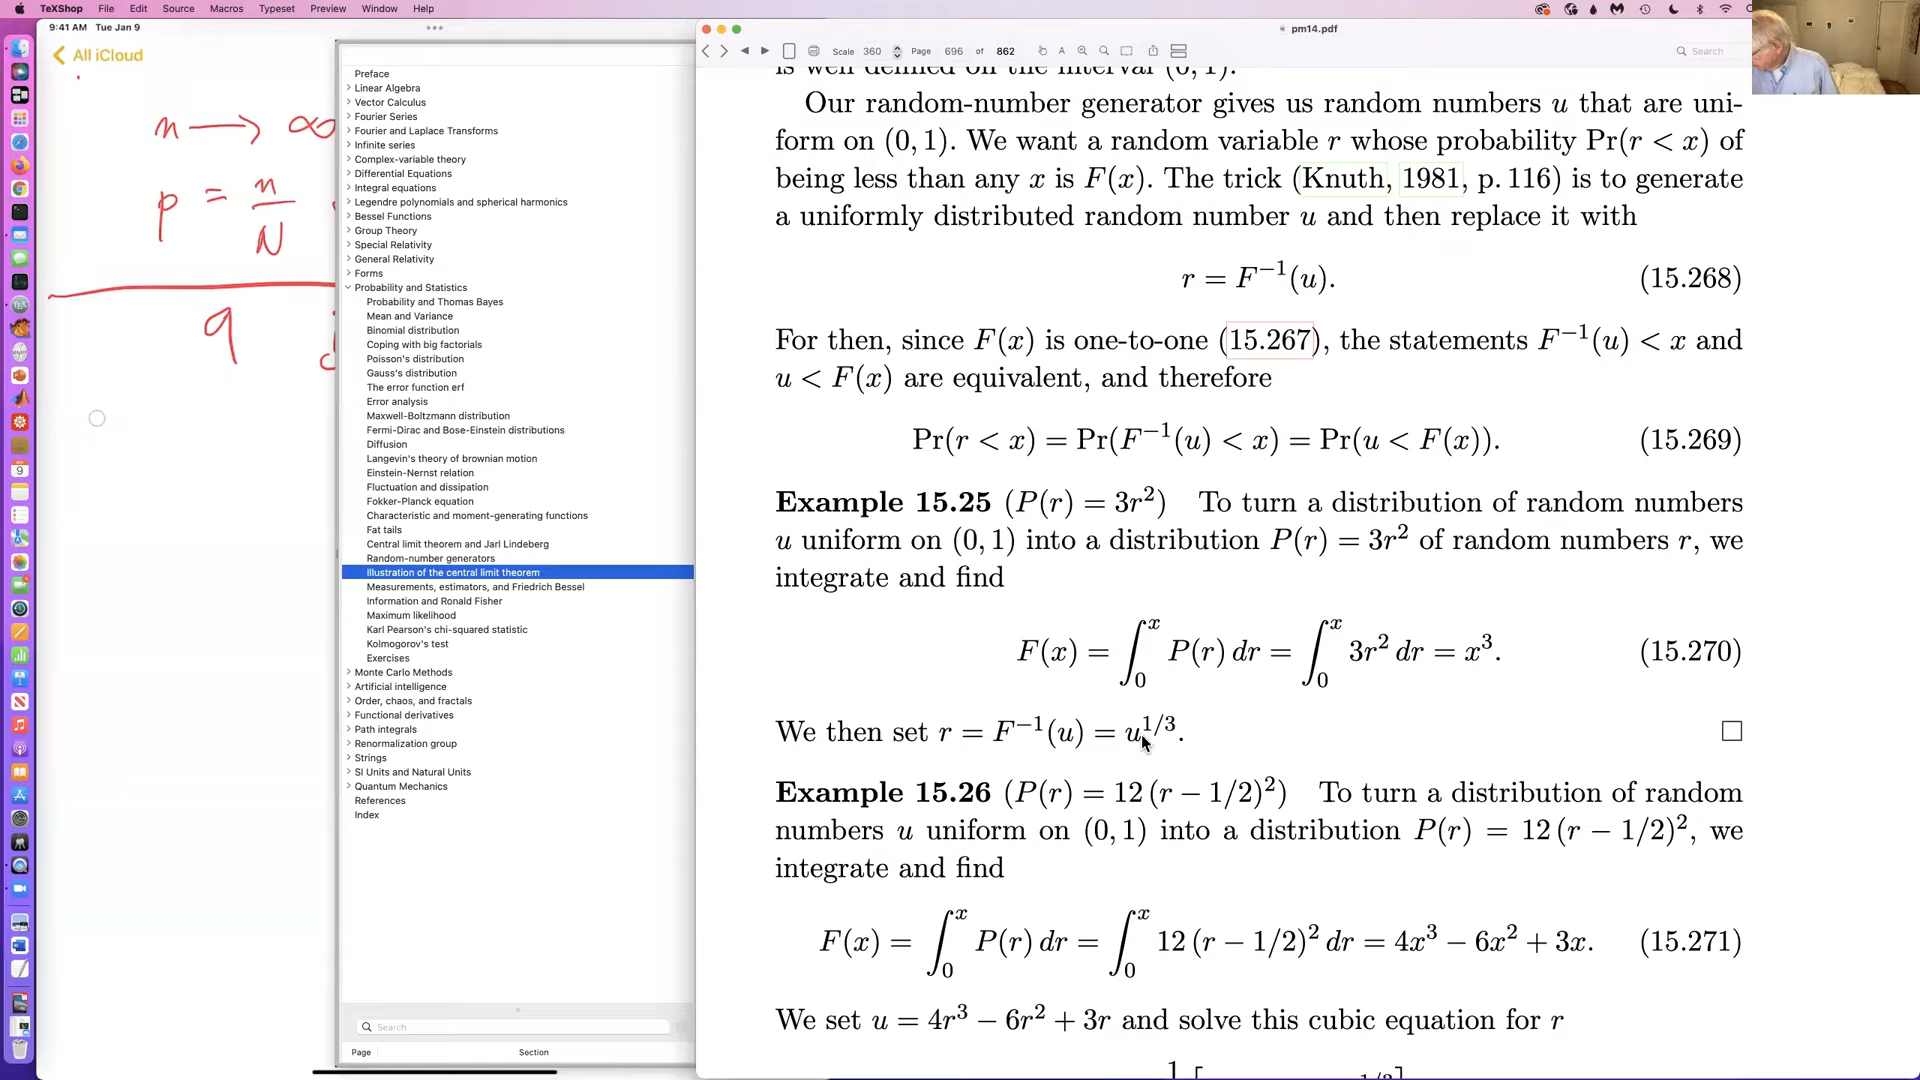 TeXShop File Edit Source Macros Typeset Preview Window Help
9:41 AM Tue Jan 9
All iCloud
n → ∞
p = n/N
9
Preface
Linear Algebra
Vector Calculus
Fourier Series
Fourier and Laplace Transforms
Infinite series
Complex-variable theory
Differential Equations
Integral equations
Legendre polynomials and spherical harmonics
Bessel Functions
Group Theory
Special Relativity
General Relativity
Forms
Probability and Statistics
Probability and Thomas Bayes
Mean and Variance
Binomial distribution
Coping with big factorials
Poisson's distribution
Gauss's distribution
The error function erf
Error analysis
Maxwell-Boltzmann distribution
Fermi-Dirac and Bose-Einstein distributions
Diffusion
Langevin's theory of brownian motion
Einstein-Nernst relation
Fluctuation and dissipation
Fokker-Planck equation
Characteristic and moment-generating functions
Fat tails
Central limit theorem and Jarl Lindeberg
Random-number generators
Illustration of the central limit theorem
Measurements, estimators, and Friedrich Bessel
Information and Ronald Fisher
Maximum likelihood
Karl Pearson's chi-squared statistic
Kolmogorov's test
Exercises
Monte Carlo Methods
Artificial intelligence
Order, chaos, and fractals
Functional derivatives
Path integrals
Renormalization group
Strings
SI Units and Natural Units
Quantum Mechanics
References
Index
Search
Page Section
pm14.pdf
Scale 360 Page 696 of 862 Search
is well defined on the interval (0, 1).
Our random-number generator gives us random numbers u that are uni-
form on (0, 1). We want a random variable r whose probability Pr(r < x) of
being less than any x is F(x). The trick (Knuth, 1981, p. 116) is to generate
a uniformly distributed random number u and then replace it with
r = F⁻¹(u). (15.268)
For then, since F(x) is one-to-one (15.267), the statements F⁻¹(u) < x and
u < F(x) are equivalent, and therefore
Pr(r < x) = Pr(F⁻¹(u) < x) = Pr(u < F(x)). (15.269)
Example 15.25 (P(r) = 3r²) To turn a distribution of random numbers
u uniform on (0, 1) into a distribution P(r) = 3r² of random numbers r, we
integrate and find
F(x) = ∫₀ˣ P(r) dr = ∫₀ˣ 3r² dr = x³. (15.270)
We then set r = F⁻¹(u) = u^1/3. □
Example 15.26 (P(r) = 12 (r − 1/2)²) To turn a distribution of random
numbers u uniform on (0, 1) into a distribution P(r) = 12 (r − 1/2)², we
integrate and find
F(x) = ∫₀ˣ P(r) dr = ∫₀ˣ 12 (r − 1/2)² dr = 4x³ − 6x² + 3x. (15.271)
We set u = 4r³ − 6r² + 3r and solve this cubic equation for r